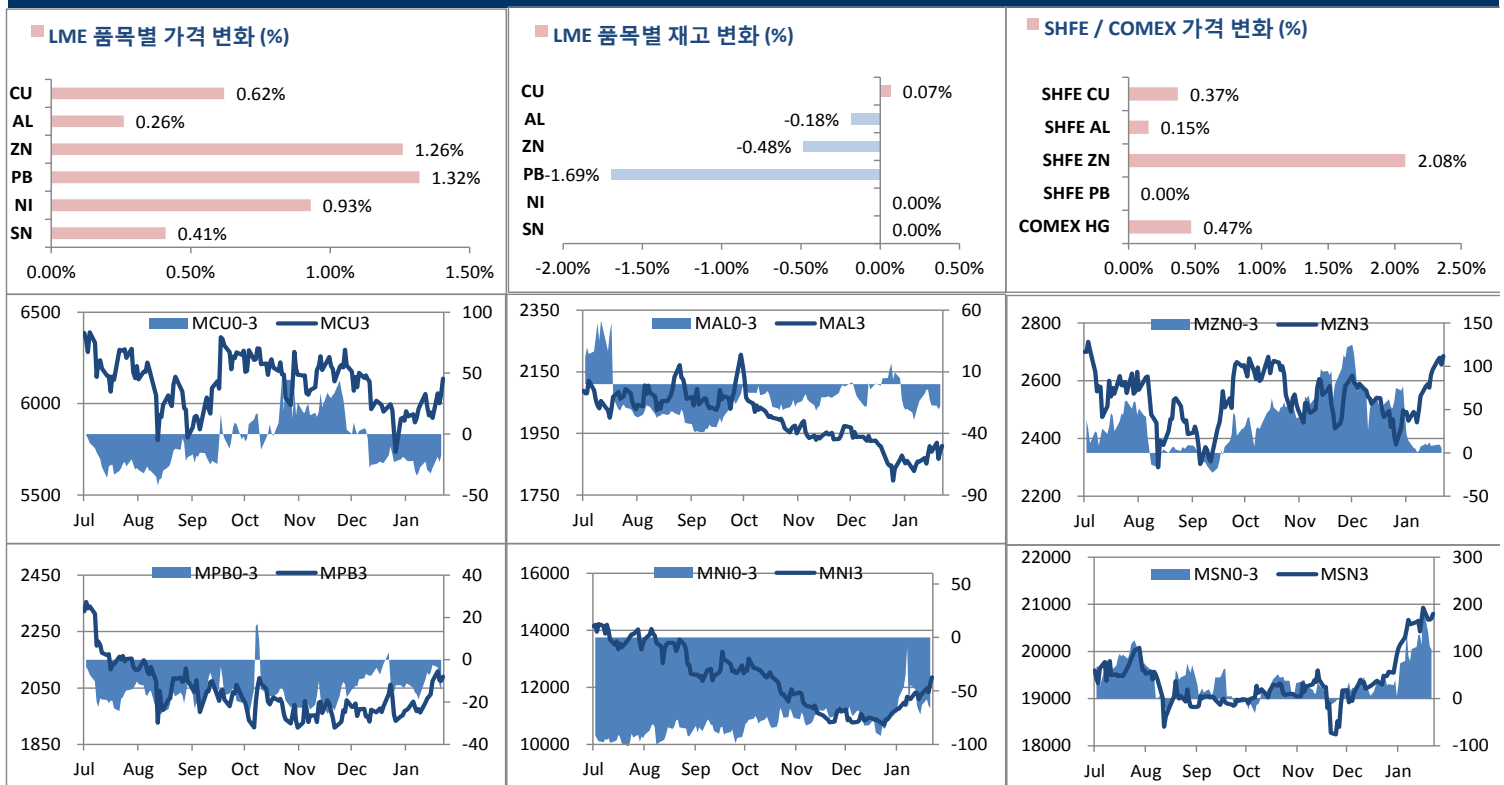 LME 품목별 가격 변화 (%)
CU 0.62%
AL 0.26%
ZN 1.26%
PB 1.32%
NI 0.93%
SN 0.41%
0.00% 0.50% 1.00% 1.50%
LME 품목별 재고 변화 (%)
CU 0.07%
AL -0.18%
ZN -0.48%
PB -1.69%
NI 0.00%
SN 0.00%
-2.00% -1.50% -1.00% -0.50% 0.00% 0.50%
SHFE / COMEX 가격 변화 (%)
SHFE CU 0.37%
SHFE AL 0.15%
SHFE ZN 2.08%
SHFE PB 0.00%
COMEX HG 0.47%
0.00% 0.50% 1.00% 1.50% 2.00% 2.50%
MCU0-3 MCU3
6500 100
50
6000 0
5500 -50
Jul Aug Sep Oct Nov Dec Jan
MAL0-3 MAL3
2350 60
2150 10
1950 -40
1750 -90
Jul Aug Sep Oct Nov Dec Jan
MZN0-3 MZN3
2800 150
100
2600
50
2400 0
2200 -50
Jul Aug Sep Oct Nov Dec Jan
MPB0-3 MPB3
2450 40
20
2250
0
2050
-20
1850 -40
Jul Aug Sep Oct Nov Dec Jan
MNI0-3 MNI3
16000
50
14000 0
12000 -50
10000 -100
Jul Aug Sep Oct Nov Dec Jan
MSN0-3 MSN3
22000 300
21000 200
20000 100
19000 0
18000 -100
Jul Aug Sep Oct Nov Dec Jan